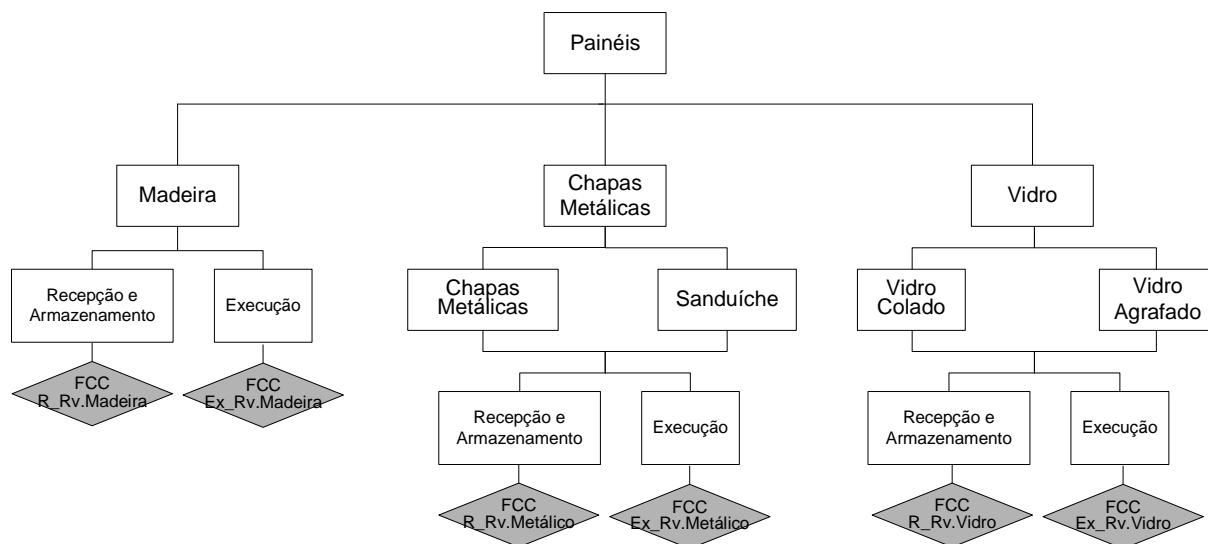 Painéis
Madeira
Chapas
Metálicas
Vidro
Recepção e
Armazenamento
Execução
Chapas
Metálicas
Sanduíche
Vidro
Colado
Vidro
Agrafado
FCC
R_Rv.Madeira
FCC
Ex_Rv.Madeira
Recepção e
Armazenamento
Execução
Recepção e
Armazenamento
Execução
FCC
R_Rv.Metálico
FCC
Ex_Rv.Metálico
FCC
R_Rv.Vidro
FCC
Ex_Rv.Vidro